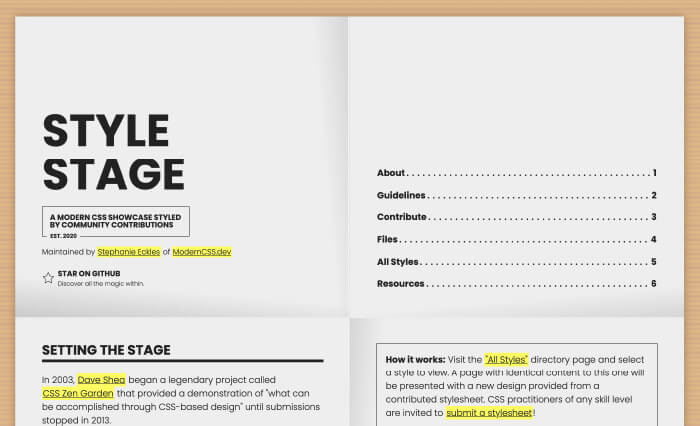 STYLE
STAGE
A MODERN CSS SHOWCASE STYLED
BY COMMUNITY CONTRIBUTIONS
EST. 2020
Maintained by Stephanie Eckles of ModernCSS.dev
STAR ON GITHUB
Discover all the magic within.
About 1
Guidelines 2
Contribute 3
Files 4
All Styles 5
Resources 6
SETTING THE STAGE
In 2003, Dave Shea began a legendary project called
CSS Zen Garden that provided a demonstration of "what can
be accomplished through CSS-based design" until submissions
stopped in 2013.
How it works: Visit the "All Styles" directory page and select
a style to view. A page with identical content to this one will
be presented with a new design provided from a
contributed stylesheet. CSS practitioners of any skill level
are invited to submit a stylesheet!